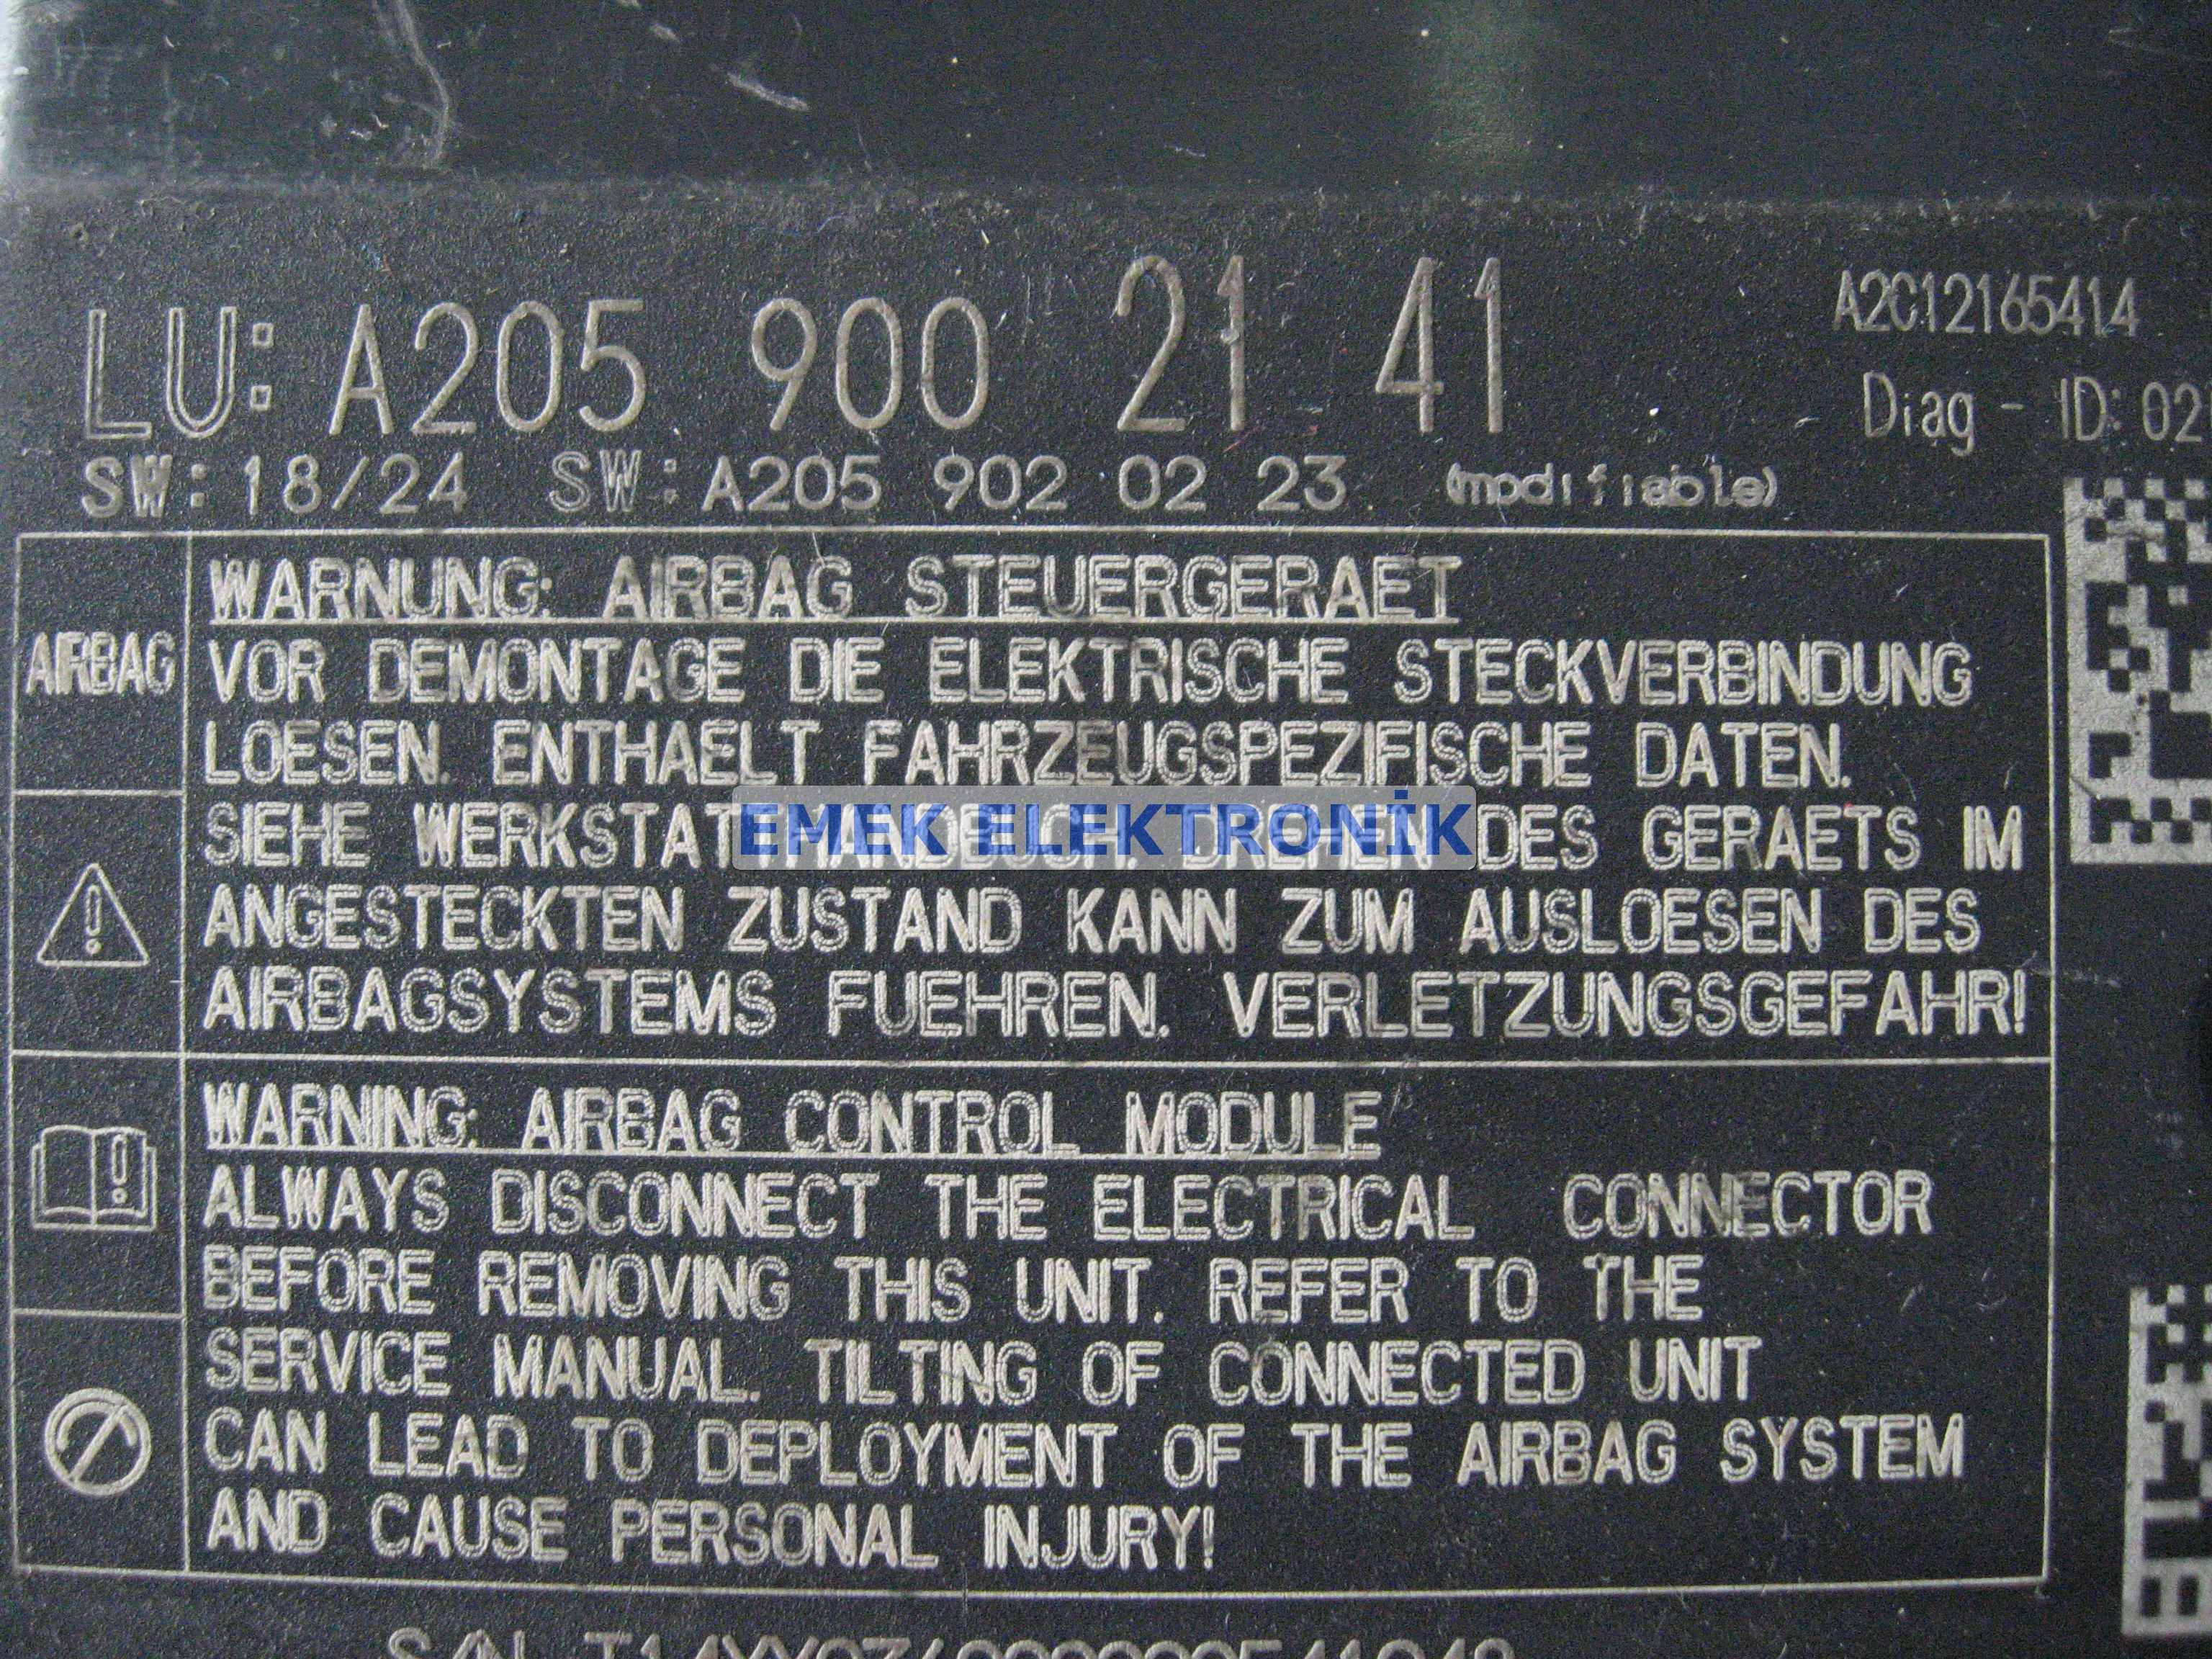 LU: A205 900 21 41
A2C12165414
Diag - ID: 02
SW: 18/24 SW: A205 902 02 23 (modifiable)
AIRBAG
WARNUNG: AIRBAG STEUERGERAET
VOR DEMONTAGE DIE ELEKTRISCHE STECKVERBINDUNG
LOESEN. ENTHAELT FAHRZEUGSPEZIFISCHE DATEN.
SIEHE WERKSTATTHANDBUCH. DREHEN DES GERAETS IM
ANGESTECKTEN ZUSTAND KANN ZUM AUSLOESEN DES
AIRBAGSYSTEMS FUEHREN. VERLETZUNGSGEFAHR!
EMEK ELEKTRONİK
WARNING: AIRBAG CONTROL MODULE
ALWAYS DISCONNECT THE ELECTRICAL CONNECTOR
BEFORE REMOVING THIS UNIT. REFER TO THE
SERVICE MANUAL. TILTING OF CONNECTED UNIT
CAN LEAD TO DEPLOYMENT OF THE AIRBAG SYSTEM
AND CAUSE PERSONAL INJURY!
S/N